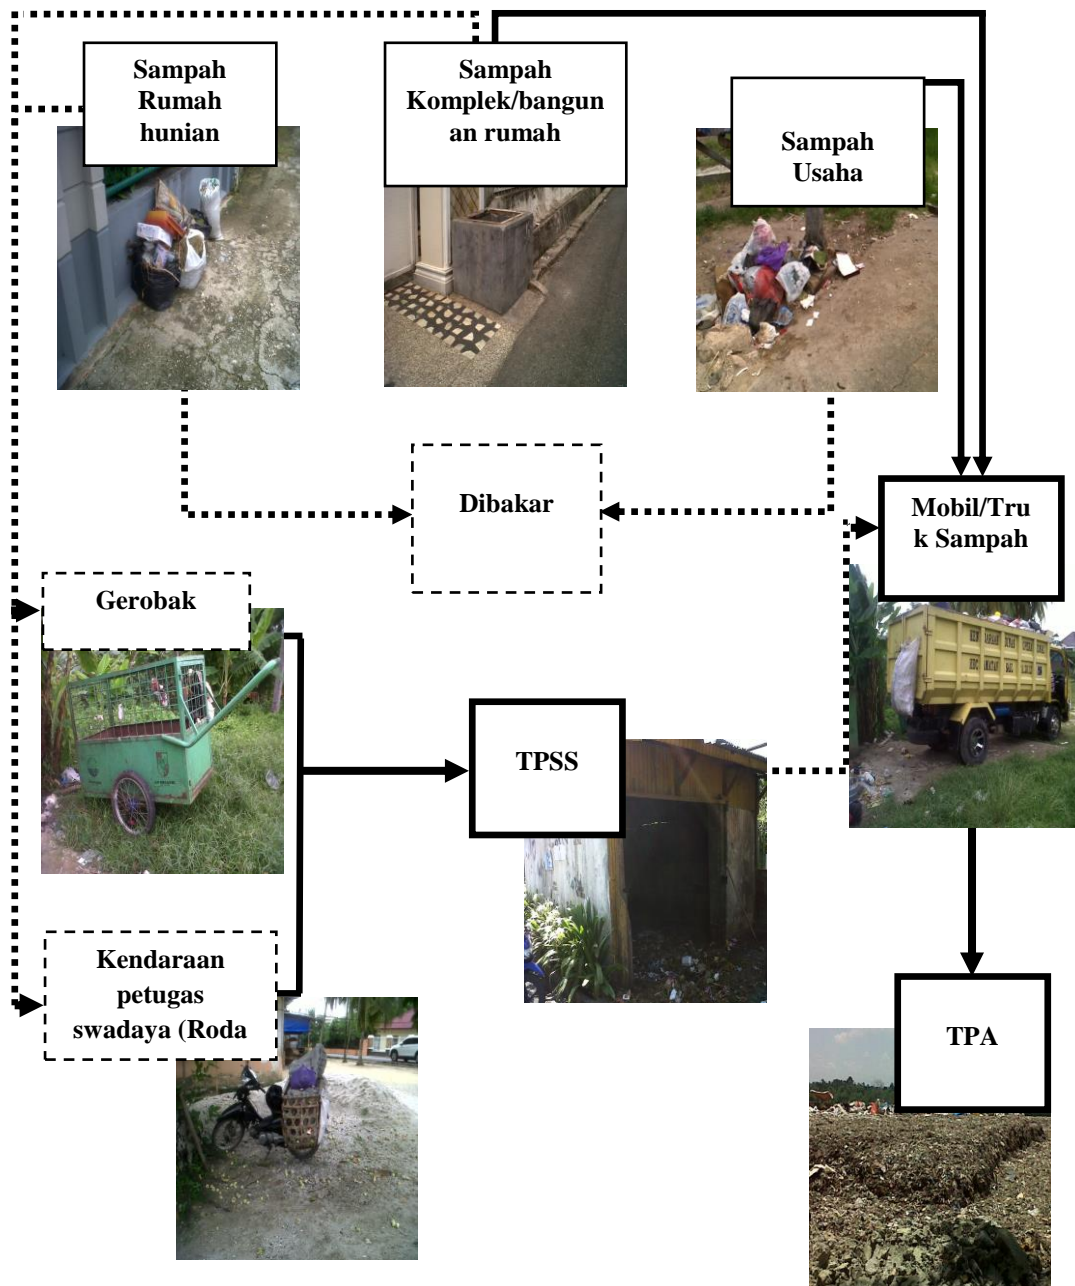 Sampah
Rumah
hunian
Sampah
Komplek/bangun
an rumah
Sampah
Usaha
Dibakar
Mobil/Tru
k Sampah
Gerobak
TPSS
Kendaraan
petugas
swadaya (Roda
TPA